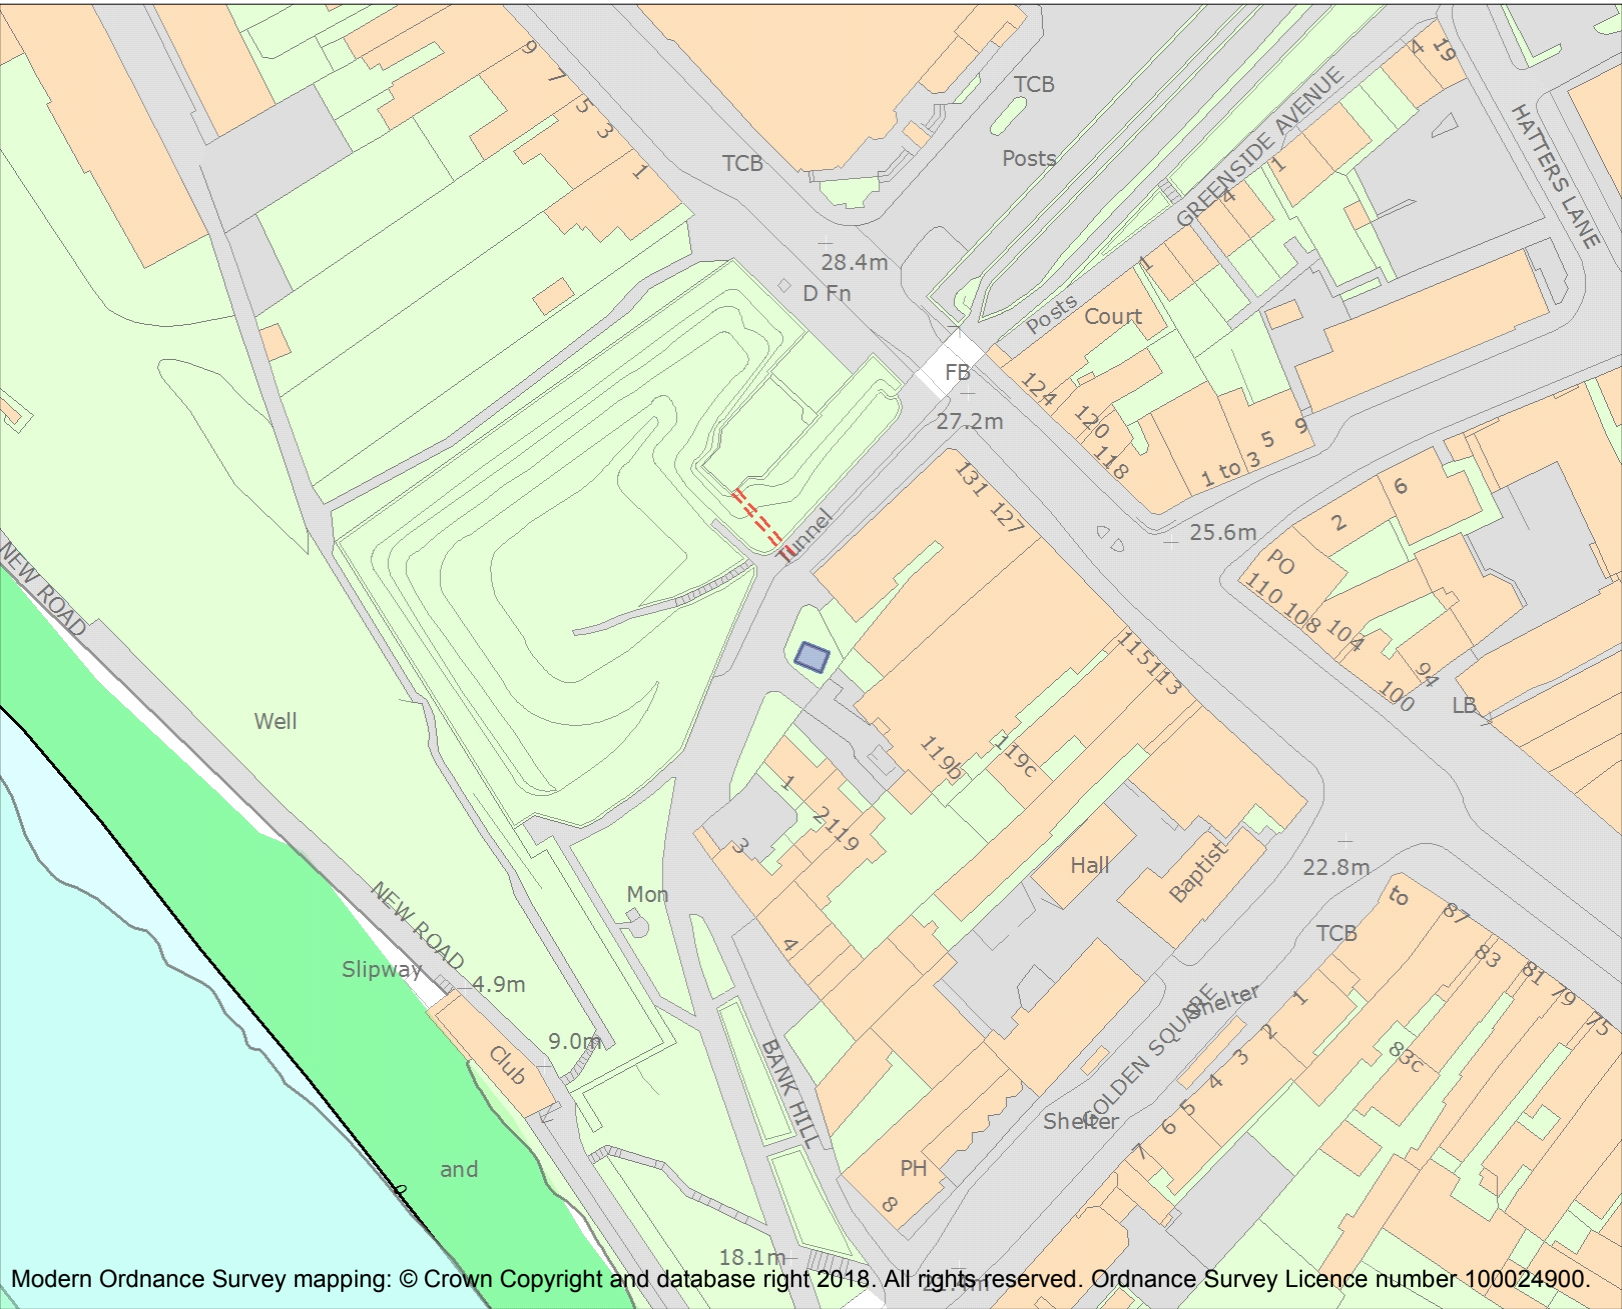 9
7
5
3
1
TCB
TCB
Posts
4
19
GREENSIDE AVENUE
HATTERS LANE
1
4
1
28.4m
D Fn
Posts
Court
FB
27.2m
124
120
118
1 to 3
5
9
131
127
Tunnel
25.6m
2
6
PO
110
108
104
100
94
LB
NEW ROAD
Well
115
113
119b
119c
1
2
119
3
Hall
Baptist
22.8m
Mon
4
NEW ROAD
Slipway
4.9m
9.0m
Club
TCB
to
87
83
81
79
75
83c
Shelter
GOLDEN SQUARE
1
2
3
4
5
6
7
Shelter
BANK HILL
PH
8
and
0
18.1m
Modern Ordnance Survey mapping: © Crown Copyright and database right 2018. All rights reserved. Ordnance Survey Licence number 100024900.